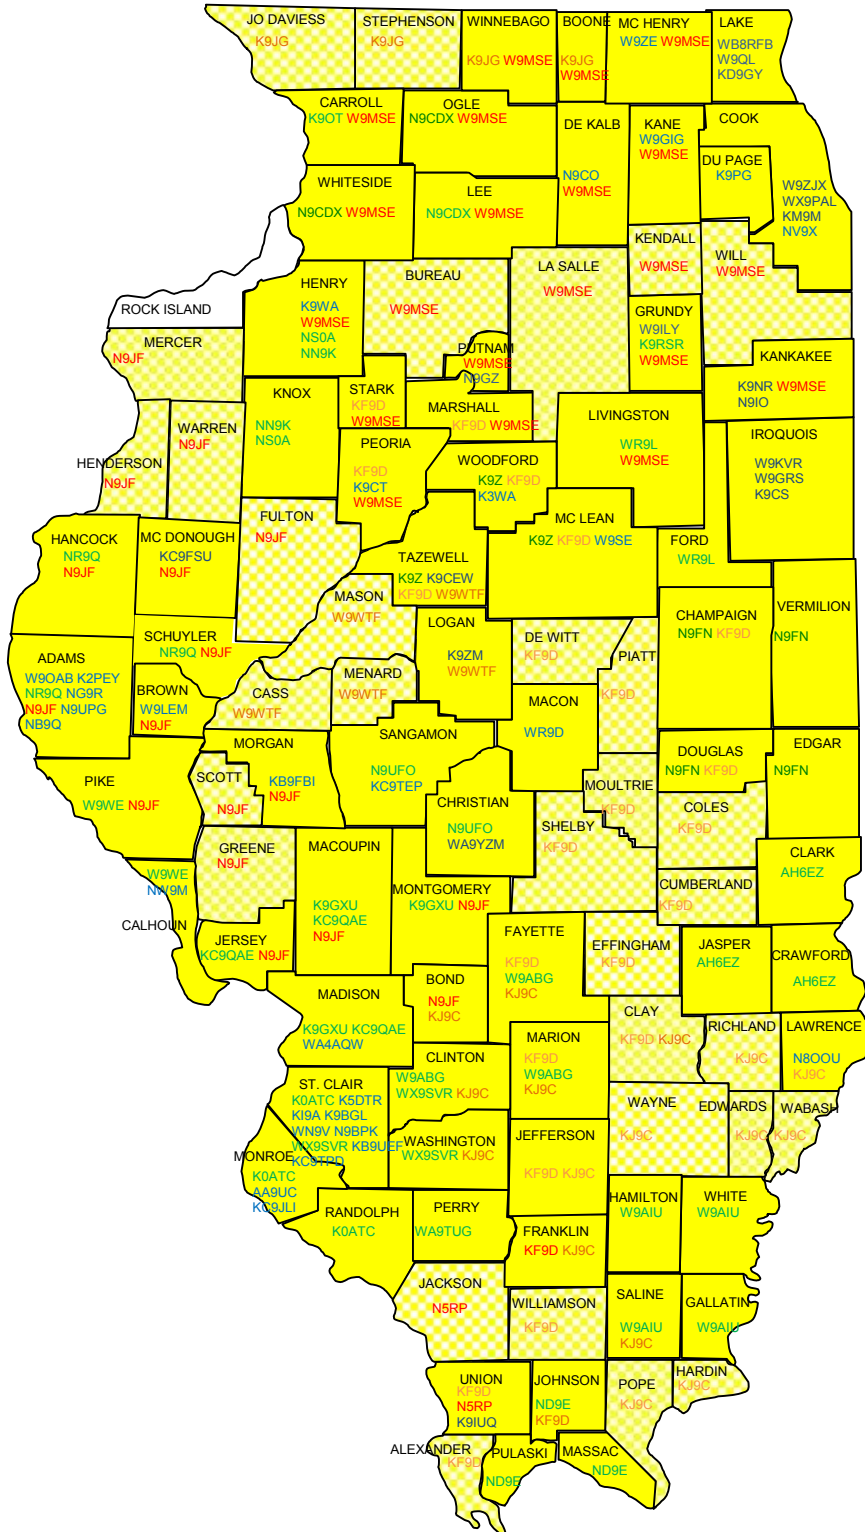 JO DAVIESS
K9JG
STEPHENSON
K9JG
WINNEBAGO
K9JG W9MSE
BOONE
K9JG
W9MSE
MC HENRY
W9ZE W9MSE
LAKE
WB8RFB
W9QL
KD9GY
CARROLL
K9OT W9MSE
OGLE
N9CDX W9MSE
DE KALB
N9CO
W9MSE
KANE
W9GIG
W9MSE
COOK
W9ZJX
WX9PAL
KM9M
NV9X
DU PAGE
K9PG
WHITESIDE
N9CDX W9MSE
LEE
N9CDX W9MSE
KENDALL
W9MSE
WILL
W9MSE
ROCK ISLAND
HENRY
K9WA
W9MSE
NS0A
NN9K
BUREAU
W9MSE
LA SALLE
W9MSE
GRUNDY
W9ILY
K9RSR
W9MSE
MERCER
N9JF
PUTNAM
W9MSE
N9GZ
KANKAKEE
K9NR W9MSE
N9IO
KNOX
NN9K
NS0A
STARK
KF9D
W9MSE
MARSHALL
KF9D W9MSE
LIVINGSTON
WR9L
W9MSE
IROQUOIS
W9KVR
W9GRS
K9CS
WARREN
N9JF
HENDERSON
N9JF
PEORIA
KF9D
K9CT
W9MSE
WOODFORD
K9Z KF9D
K3WA
FULTON
N9JF
MC LEAN
K9Z KF9D W9SE
FORD
WR9L
HANCOCK
NR9Q
N9JF
MC DONOUGH
KC9FSU
N9JF
TAZEWELL
K9Z K9CEW
KF9D W9WTF
MASON
W9WTF
CHAMPAIGN
N9FN KF9D
VERMILION
N9FN
LOGAN
K9ZM
W9WTF
DE WITT
KF9D
PIATT
KF9D
SCHUYLER
NR9Q N9JF
ADAMS
W9OAB K2PEY
NR9Q NG9R
N9JF N9UPG
NB9Q
BROWN
W9LEM
N9JF
CASS
W9WTF
MENARD
W9WTF
MACON
WR9D
MORGAN
KB9FBI
N9JF
SANGAMON
N9UFO
KC9TEP
DOUGLAS
N9FN KF9D
EDGAR
N9FN
PIKE
W9WE N9JF
SCOTT
N9JF
CHRISTIAN
N9UFO
WA9YZM
MOULTRIE
KF9D
SHELBY
KF9D
COLES
KF9D
GREENE
N9JF
MACOUPIN
K9GXU
KC9QAE
N9JF
CLARK
AH6EZ
CALHOUN
W9WE
NW9M
MONTGOMERY
K9GXU N9JF
CUMBERLAND
KF9D
JERSEY
KC9QAE N9JF
FAYETTE
KF9D
W9ABG
KJ9C
EFFINGHAM
KF9D
JASPER
AH6EZ
CRAWFORD
AH6EZ
MADISON
K9GXU KC9QAE
WA4AQW
BOND
N9JF
KJ9C
CLAY
KF9D KJ9C
RICHLAND
KJ9C
LAWRENCE
N8OOU
KJ9C
MARION
KF9D
W9ABG
KJ9C
CLINTON
W9ABG
WX9SVR KJ9C
ST. CLAIR
K0ATC K5DTR
KI9A K9BGL
WN9V N9BPK
WX9SVR KB9UEF
KC9TPD
WAYNE
KJ9C
EDWARDS
KJ9C
WABASH
KJ9C
MONROE
K0ATC
AA9UC
KC9JLI
WASHINGTON
WX9SVR KJ9C
JEFFERSON
KF9D KJ9C
RANDOLPH
K0ATC
PERRY
WA9TUG
HAMILTON
W9AIU
WHITE
W9AIU
FRANKLIN
KF9D KJ9C
JACKSON
N5RP
WILLIAMSON
KF9D
SALINE
W9AIU
KJ9C
GALLATIN
W9AIU
UNION
KF9D
N5RP
K9IUQ
JOHNSON
ND9E
KF9D
POPE
KJ9C
HARDIN
KJ9C
ALEXANDER
KF9D
PULASKI
ND9E
MASSAC
ND9E